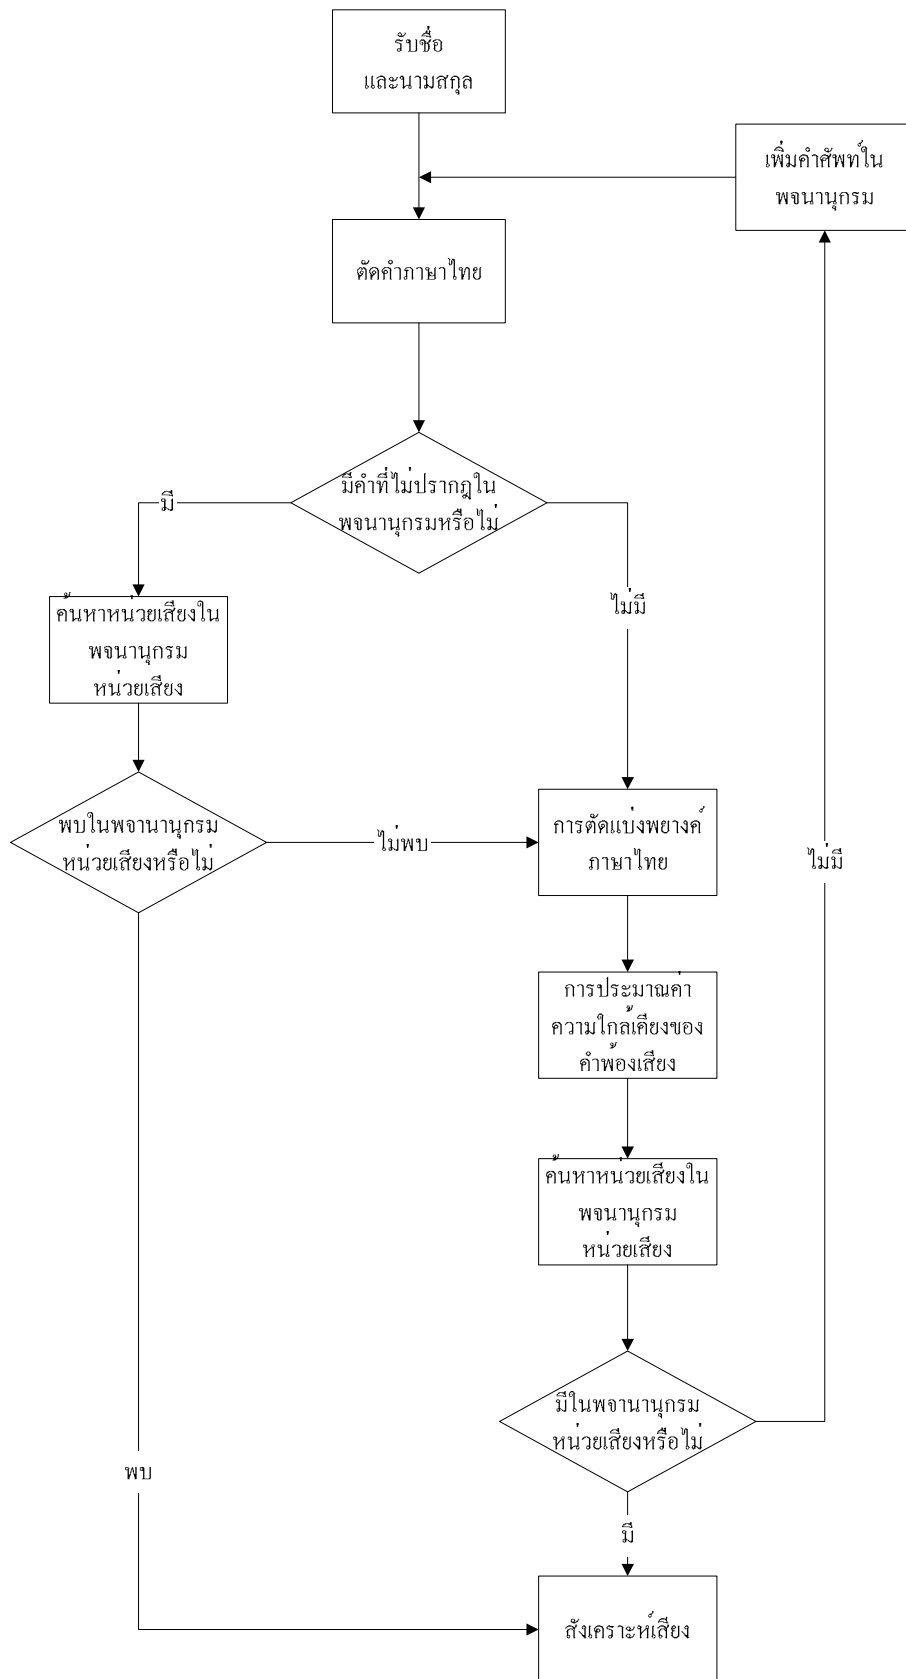 รับชื่อ
และนามสกุล
เพิ่มคำศัพท์ใน
พจนานุกรม
ตัดคำภาษาไทย
มีคำที่ไม่ปรากฎใน
พจนานุกรมหรือไม่
มี
ไม่มี
ค้นหาหน่วยเสียงใน
พจนานุกรม
หน่วยเสียง
พบในพจานานุกรม
หน่วยเสียงหรือไม่
ไม่พบ
การตัดแบ่งพยางค์
ภาษาไทย
ไม่มี
การประมาณค่า
ความใกล้เคียงของ
คำพ้องเสียง
ค้นหาหน่วยเสียงใน
พจนานุกรม
หน่วยเสียง
มีในพจานานุกรม
หน่วยเสียงหรือไม่
พบ
มี
สังเคราะห์เสียง